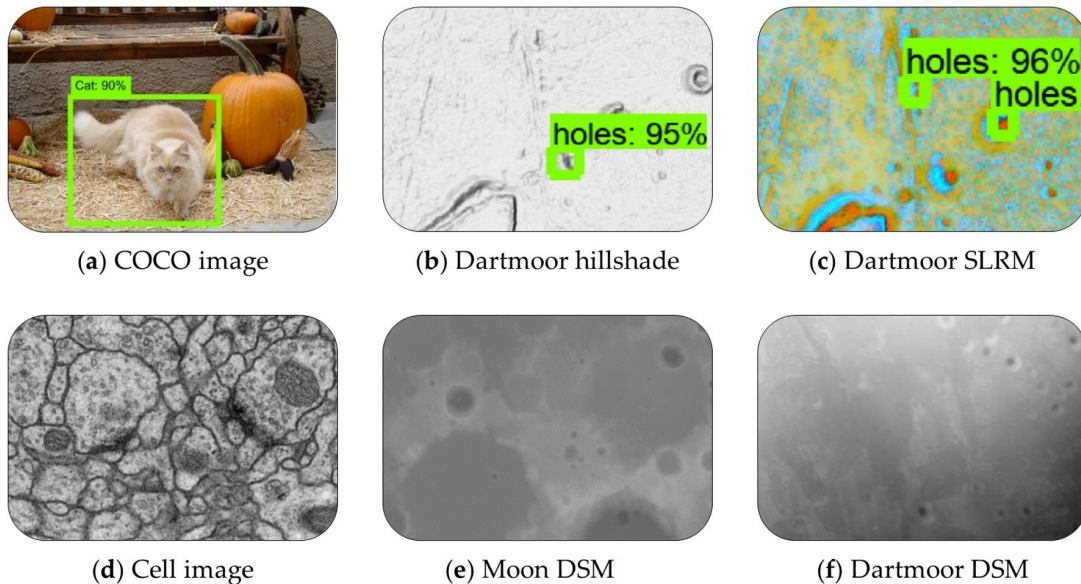 Cat: 90%
holes: 95%
holes: 96%
holes
(a) COCO image
(b) Dartmoor hillshade
(c) Dartmoor SLRM
(d) Cell image
(e) Moon DSM
(f) Dartmoor DSM